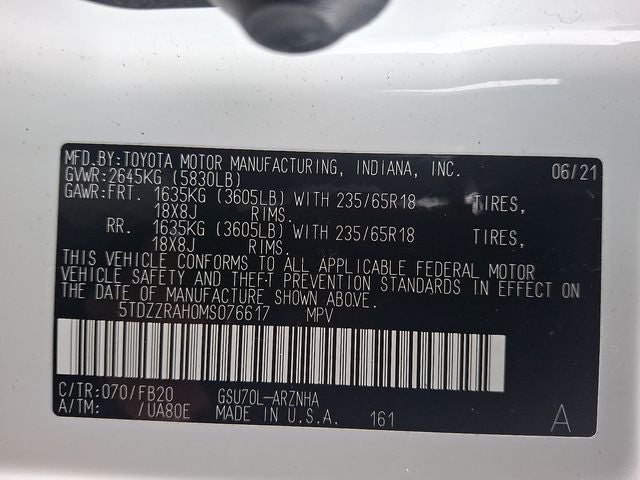 MFD.BY:TOYOTA MOTOR MANUFACTURING, INDIANA, INC. 06/21
GVWR:2645KG (5830LB)
GAWR:FRT. 1635KG (3605LB) WITH 235/65R18 TIRES,
18X8J RIMS.
RR. 1635KG (3605LB) WITH 235/65R18 TIRES,
18X8J RIMS.
THIS VEHICLE CONFORMS TO ALL APPLICABLE FEDERAL MOTOR
VEHICLE SAFETY AND THEFT PREVENTION STANDARDS IN EFFECT ON
THE DATE OF MANUFACTURE SHOWN ABOVE.
5TDZZRAH0MS076617 MPV
C/TR:070/FB20 GSU70L-ARZNHA
A/TM: /UA80E MADE IN U.S.A. 161 A